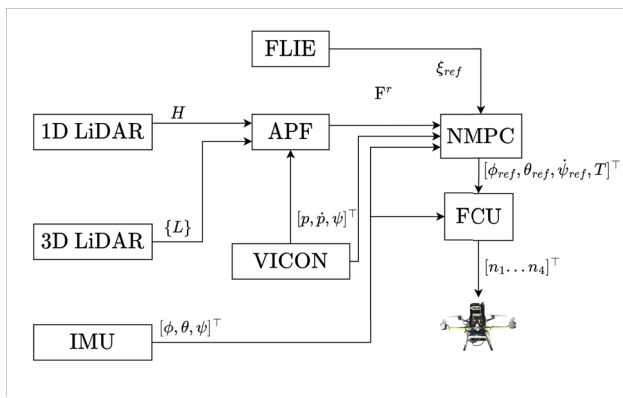 FLIE
ξ_ref
F^r
1D LiDAR
H
APF
NMPC
[ϕ_ref, θ_ref, ψ̇_ref, T]^⊤
3D LiDAR
{L}
[p, ṗ, ψ]^⊤
FCU
VICON
[n_1 … n_4]^⊤
IMU
[ϕ, θ, ψ]^⊤